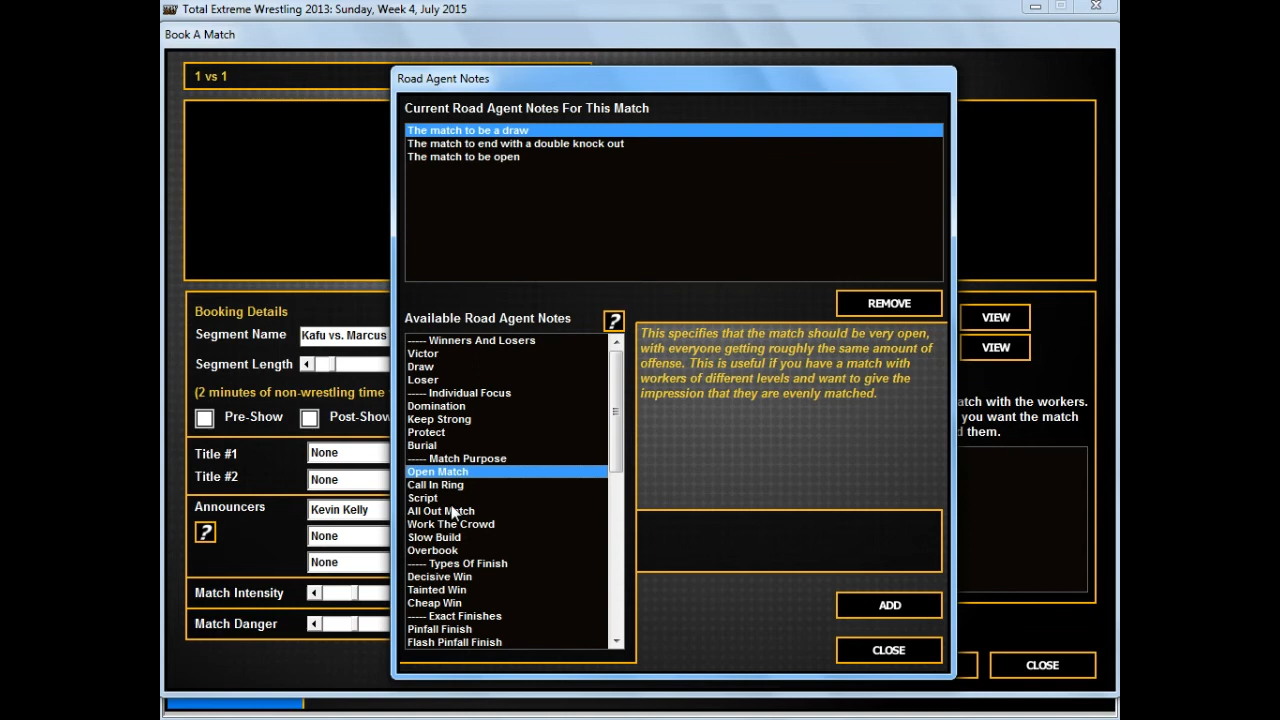 Total Extreme Wrestling 2013: Sunday, Week 4, July 2015
Book A Match
1 vs 1
Road Agent Notes
Current Road Agent Notes For This Match
The match to be a draw
The match to end with a double knock out
The match to be open
REMOVE
Booking Details
Segment Name
Kafu vs. Marcus
Segment Length
(2 minutes of non-wrestling time
Pre-Show
Post-Show
Title #1
None
Title #2
None
Announcers
Kevin Kelly
?
None
None
Match Intensity
Match Danger
Available Road Agent Notes
?
----- Winners And Losers
Victor
Draw
Loser
----- Individual Focus
Domination
Keep Strong
Protect
Burial
----- Match Purpose
Open Match
Call In Ring
Script
All Out Match
Work The Crowd
Slow Build
Overbook
----- Types Of Finish
Decisive Win
Tainted Win
Cheap Win
----- Exact Finishes
Pinfall Finish
Flash Pinfall Finish
This specifies that the match should be very open,
with everyone getting roughly the same amount of
offense. This is useful if you have a match with
workers of different levels and want to give the
impression that they are evenly matched.
ADD
CLOSE
VIEW
VIEW
atch with the workers.
you want the match
d them.
CLOSE